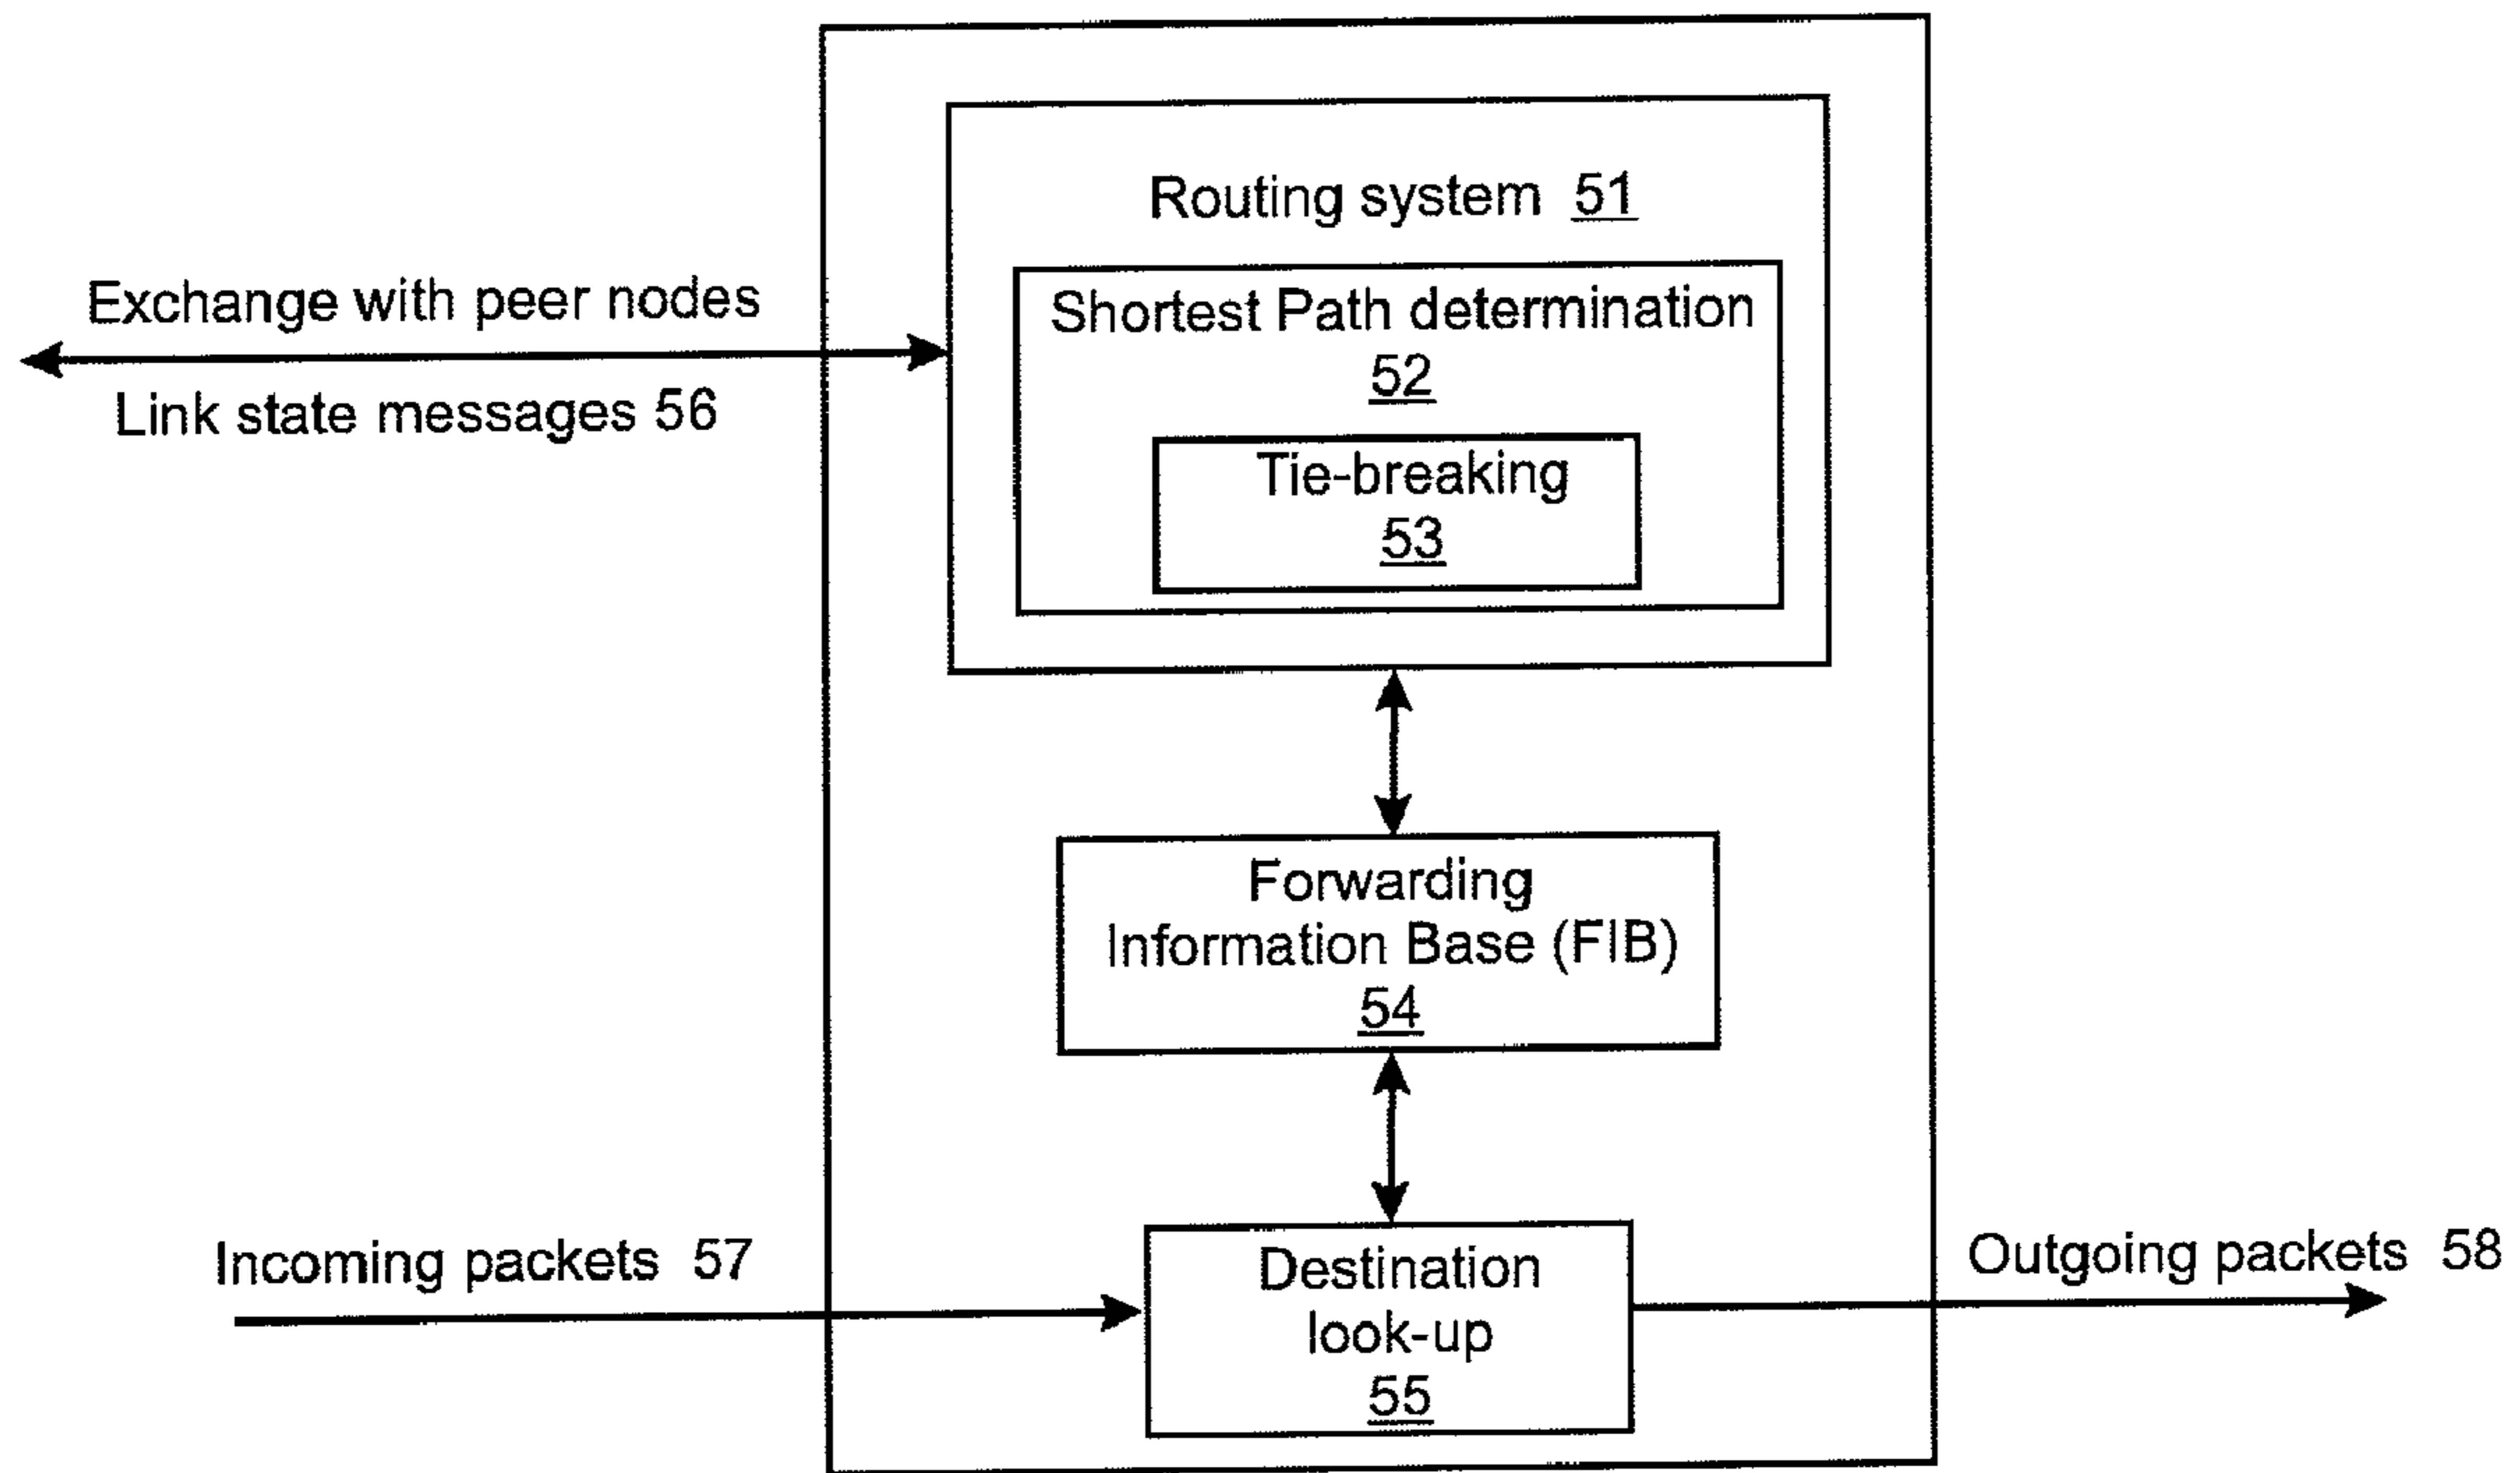 Routing system 51
Exchange with peer nodes
Link state messages 56
Shortest Path determination
52
Tie-breaking
53
Forwarding
Information Base (FIB)
54
Incoming packets 57
Destination
look-up
55
Outgoing packets 58